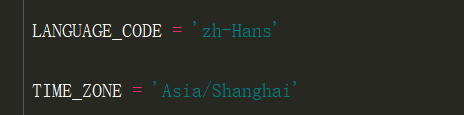 LANGUAGE_CODE = 'zh-Hans'
TIME_ZONE = 'Asia/Shanghai'